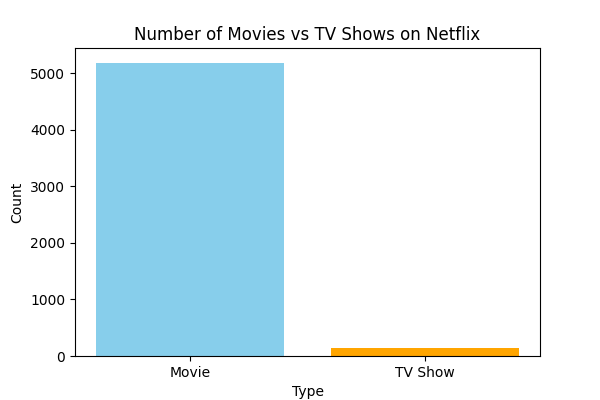 Number of Movies vs TV Shows on Netflix
5000
4000
3000
2000
1000
0
Count
Movie
TV Show
Type